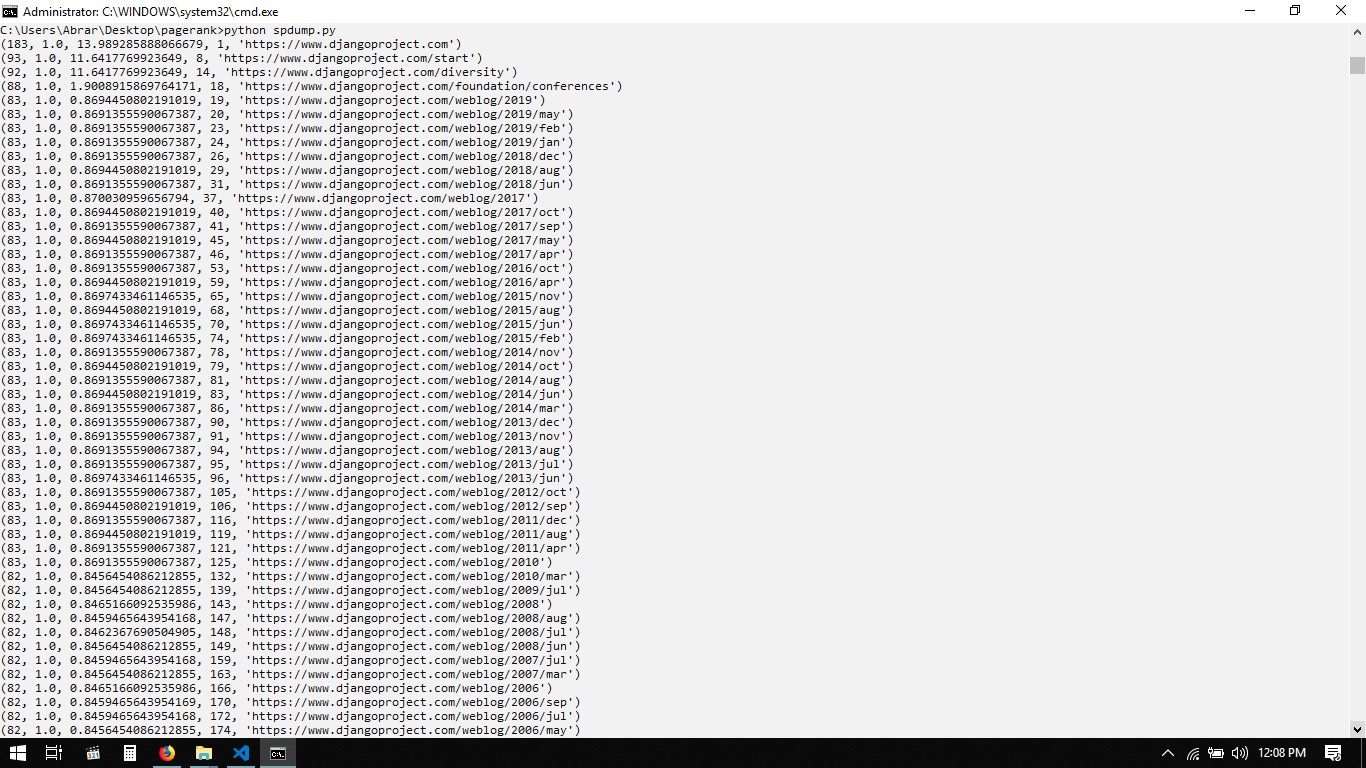 Administrator: C:\WINDOWS\system32\cmd.exe
C:\Users\Abrar\Desktop\pagerank>python spdump.py
(183, 1.0, 13.989285888066679, 1, 'https://www.djangoproject.com')
(93, 1.0, 11.6417769923649, 8, 'https://www.djangoproject.com/start')
(92, 1.0, 11.6417769923649, 14, 'https://www.djangoproject.com/diversity')
(88, 1.0, 1.9008915869764171, 18, 'https://www.djangoproject.com/foundation/conferences')
(83, 1.0, 0.8694450802191019, 19, 'https://www.djangoproject.com/weblog/2019')
(83, 1.0, 0.8691355590067387, 20, 'https://www.djangoproject.com/weblog/2019/may')
(83, 1.0, 0.8691355590067387, 23, 'https://www.djangoproject.com/weblog/2019/feb')
(83, 1.0, 0.8691355590067387, 24, 'https://www.djangoproject.com/weblog/2019/jan')
(83, 1.0, 0.8691355590067387, 26, 'https://www.djangoproject.com/weblog/2018/dec')
(83, 1.0, 0.8694450802191019, 29, 'https://www.djangoproject.com/weblog/2018/aug')
(83, 1.0, 0.8691355590067387, 31, 'https://www.djangoproject.com/weblog/2018/jun')
(83, 1.0, 0.870030959656794, 37, 'https://www.djangoproject.com/weblog/2017')
(83, 1.0, 0.8694450802191019, 40, 'https://www.djangoproject.com/weblog/2017/oct')
(83, 1.0, 0.8691355590067387, 41, 'https://www.djangoproject.com/weblog/2017/sep')
(83, 1.0, 0.8694450802191019, 45, 'https://www.djangoproject.com/weblog/2017/may')
(83, 1.0, 0.8691355590067387, 46, 'https://www.djangoproject.com/weblog/2017/apr')
(83, 1.0, 0.8691355590067387, 53, 'https://www.djangoproject.com/weblog/2016/oct')
(83, 1.0, 0.8694450802191019, 59, 'https://www.djangoproject.com/weblog/2016/apr')
(83, 1.0, 0.8697433461146535, 65, 'https://www.djangoproject.com/weblog/2015/nov')
(83, 1.0, 0.8694450802191019, 68, 'https://www.djangoproject.com/weblog/2015/aug')
(83, 1.0, 0.8697433461146535, 70, 'https://www.djangoproject.com/weblog/2015/jun')
(83, 1.0, 0.8697433461146535, 74, 'https://www.djangoproject.com/weblog/2015/feb')
(83, 1.0, 0.8691355590067387, 78, 'https://www.djangoproject.com/weblog/2014/nov')
(83, 1.0, 0.8694450802191019, 79, 'https://www.djangoproject.com/weblog/2014/oct')
(83, 1.0, 0.8691355590067387, 81, 'https://www.djangoproject.com/weblog/2014/aug')
(83, 1.0, 0.8694450802191019, 83, 'https://www.djangoproject.com/weblog/2014/jun')
(83, 1.0, 0.8691355590067387, 86, 'https://www.djangoproject.com/weblog/2014/mar')
(83, 1.0, 0.8691355590067387, 90, 'https://www.djangoproject.com/weblog/2013/dec')
(83, 1.0, 0.8691355590067387, 91, 'https://www.djangoproject.com/weblog/2013/nov')
(83, 1.0, 0.8691355590067387, 94, 'https://www.djangoproject.com/weblog/2013/aug')
(83, 1.0, 0.8691355590067387, 95, 'https://www.djangoproject.com/weblog/2013/jul')
(83, 1.0, 0.8697433461146535, 96, 'https://www.djangoproject.com/weblog/2013/jun')
(83, 1.0, 0.8691355590067387, 105, 'https://www.djangoproject.com/weblog/2012/oct')
(83, 1.0, 0.8694450802191019, 106, 'https://www.djangoproject.com/weblog/2012/sep')
(83, 1.0, 0.8691355590067387, 116, 'https://www.djangoproject.com/weblog/2011/dec')
(83, 1.0, 0.8694450802191019, 119, 'https://www.djangoproject.com/weblog/2011/aug')
(83, 1.0, 0.8691355590067387, 121, 'https://www.djangoproject.com/weblog/2011/apr')
(83, 1.0, 0.8691355590067387, 125, 'https://www.djangoproject.com/weblog/2010')
(82, 1.0, 0.8456454086212855, 132, 'https://www.djangoproject.com/weblog/2010/mar')
(82, 1.0, 0.8456454086212855, 139, 'https://www.djangoproject.com/weblog/2009/jul')
(82, 1.0, 0.8465166092535986, 143, 'https://www.djangoproject.com/weblog/2008')
(82, 1.0, 0.8459465643954168, 147, 'https://www.djangoproject.com/weblog/2008/aug')
(82, 1.0, 0.8462367690504905, 148, 'https://www.djangoproject.com/weblog/2008/jul')
(82, 1.0, 0.8456454086212855, 149, 'https://www.djangoproject.com/weblog/2008/jun')
(82, 1.0, 0.8459465643954168, 159, 'https://www.djangoproject.com/weblog/2007/jul')
(82, 1.0, 0.8456454086212855, 163, 'https://www.djangoproject.com/weblog/2007/mar')
(82, 1.0, 0.8465166092535986, 166, 'https://www.djangoproject.com/weblog/2006')
(82, 1.0, 0.8459465643954169, 170, 'https://www.djangoproject.com/weblog/2006/sep')
(82, 1.0, 0.8459465643954168, 172, 'https://www.djangoproject.com/weblog/2006/jul')
(82, 1.0, 0.8456454086212855, 174, 'https://www.djangoproject.com/weblog/2006/may')
12:08 PM